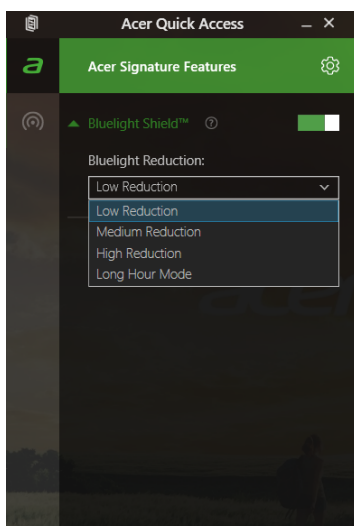 Acer Quick Access
a
Acer Signature Features
Bluelight Shield™ ?
Bluelight Reduction:
Low Reduction
Low Reduction
Medium Reduction
High Reduction
Long Hour Mode
acer